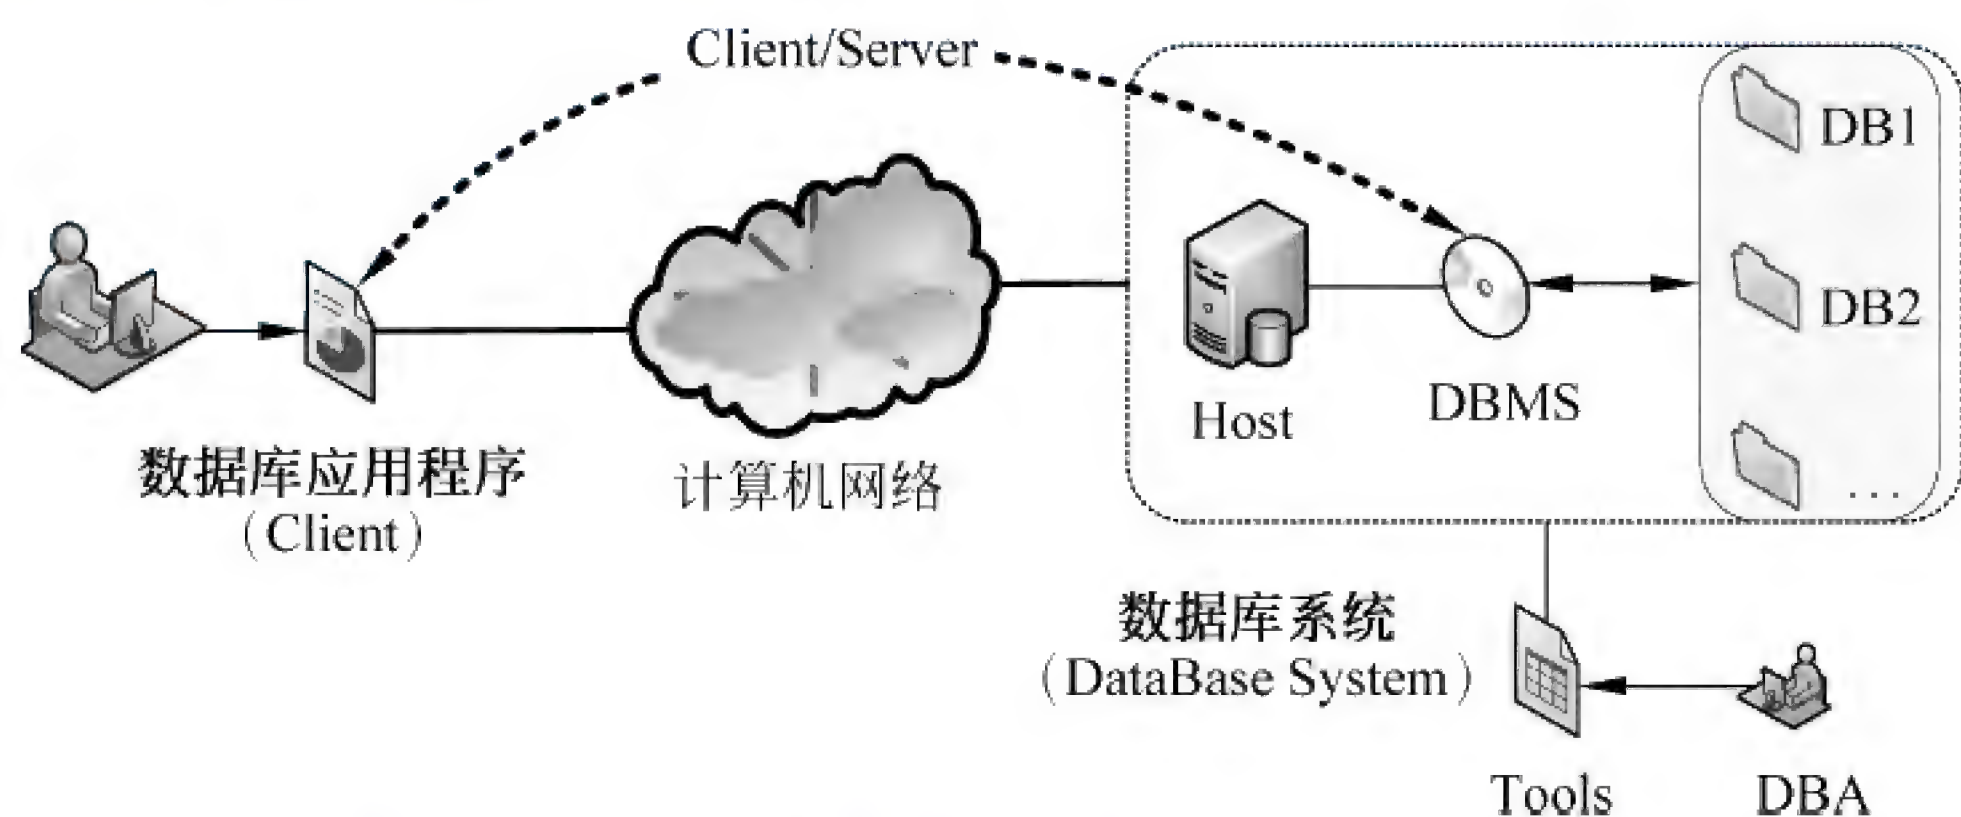 Client/Server
DB1
DB2
...
Host
DBMS
数据库应用程序
(Client)
计算机网络
数据库系统
(DataBase System)
Tools
DBA